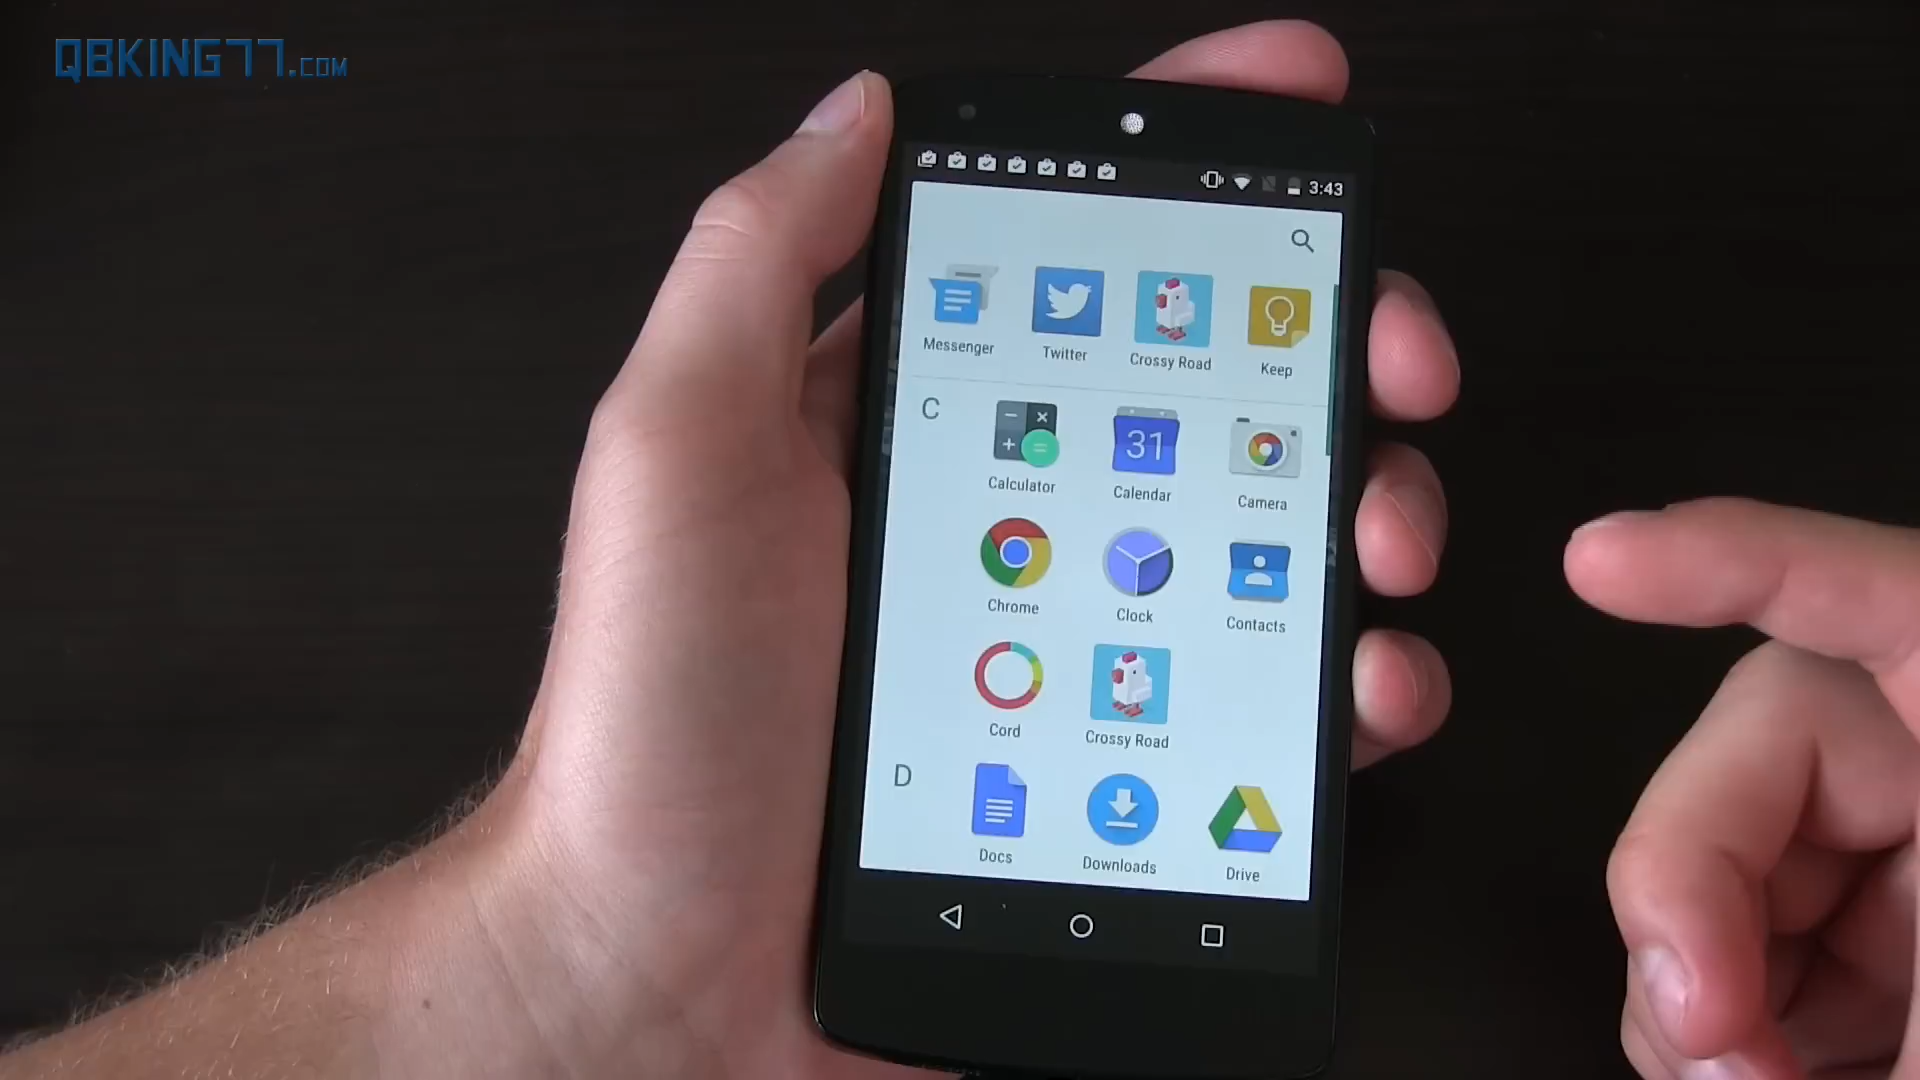 QBKING77.COM
3:43
Messenger
Twitter
Crossy Road
Keep
C
Calculator
31
Calendar
Camera
Chrome
Clock
Contacts
Cord
Crossy Road
D
Docs
Downloads
Drive